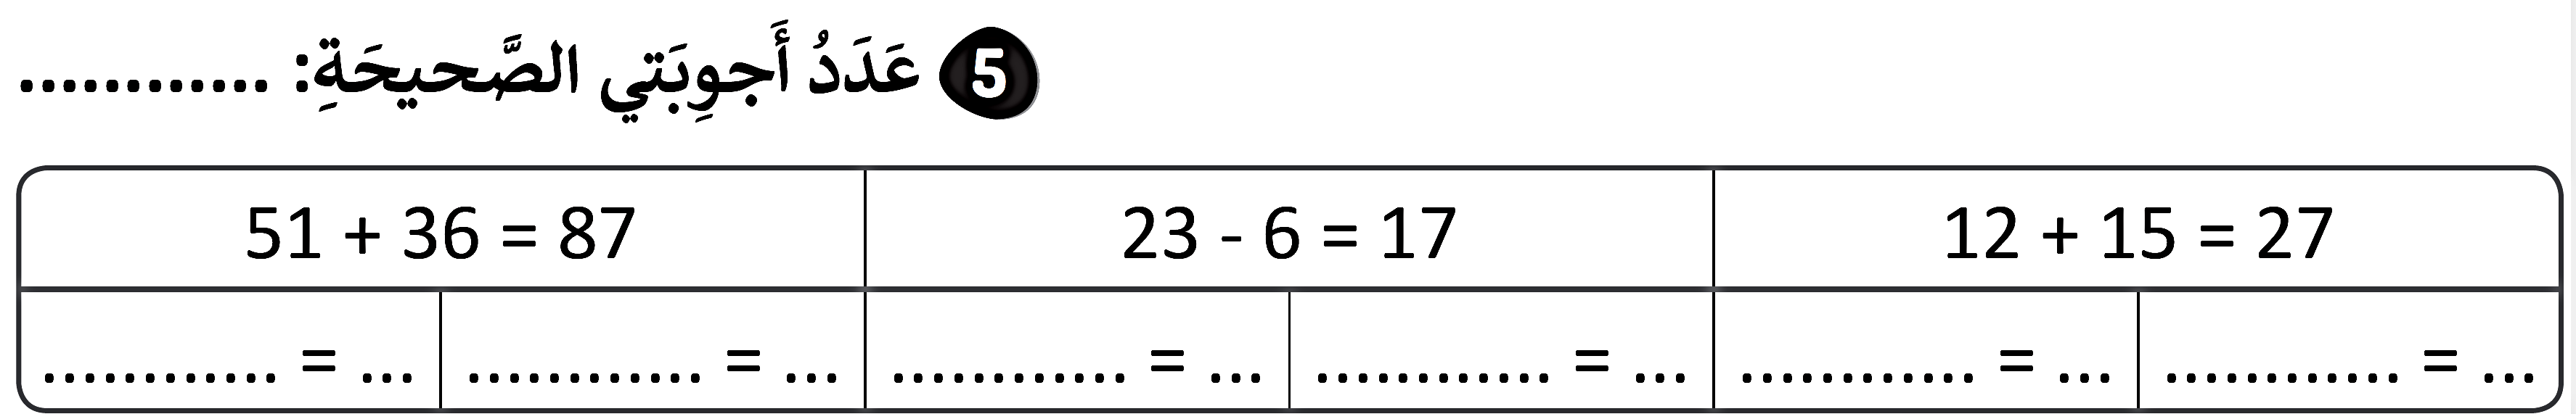 5 عَدَدُ أَجوِبَتي الصَّحيحَةِ: ............
51 + 36 = 87 23 - 6 = 17 12 + 15 = 27
............ = ... ............ = ... ............ = ... ............ = ... ............ = ... ............ = ...